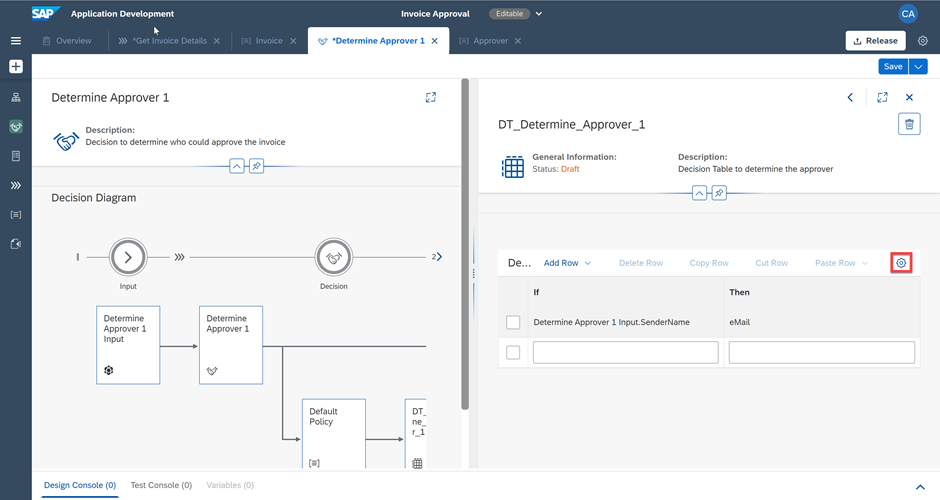 SAP Application Development Invoice Approval Editable CA
Overview *Get Invoice Details Invoice *Determine Approver 1 Approver Release
Save
Determine Approver 1
Description:
Decision to determine who could approve the invoice
Decision Diagram
2
Input Decision
Determine
Approver 1
Input
Determine
Approver 1
Default
Policy
DT_
ne_
r_1
DT_Determine_Approver_1
General Information:
Status: Draft
Description:
Decision Table to determine the approver
De... Add Row Delete Row Copy Row Cut Row Paste Row
If Then
Determine Approver 1 Input.SenderName eMail
Design Console (0) Test Console (0) Variables (0)